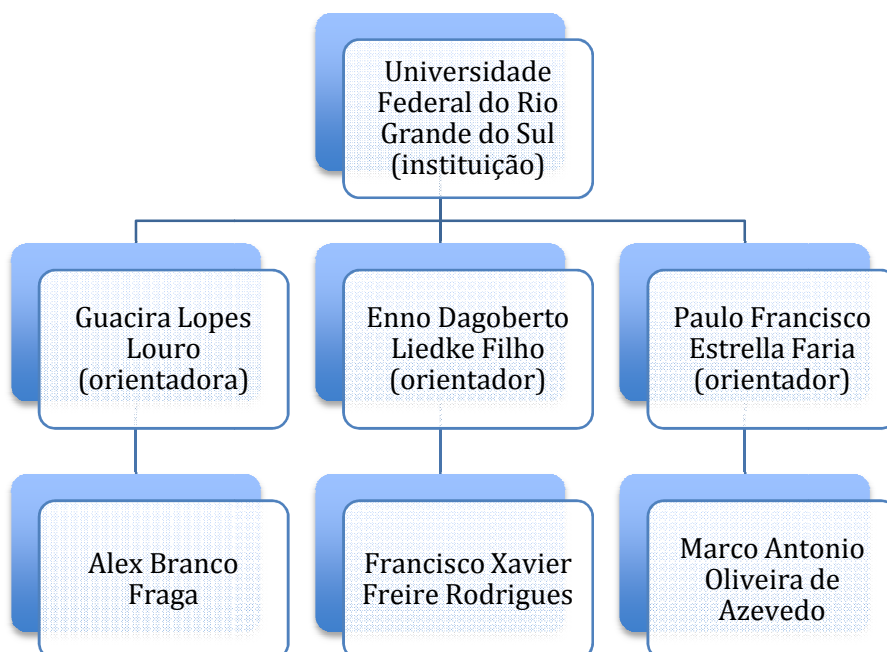 Universidade
Federal do Rio
Grande do Sul
(instituição)
Guacira Lopes
Louro
(orientadora)
Enno Dagoberto
Liedke Filho
(orientador)
Paulo Francisco
Estrella Faria
(orientador)
Alex Branco
Fraga
Francisco Xavier
Freire Rodrigues
Marco Antonio
Oliveira de
Azevedo